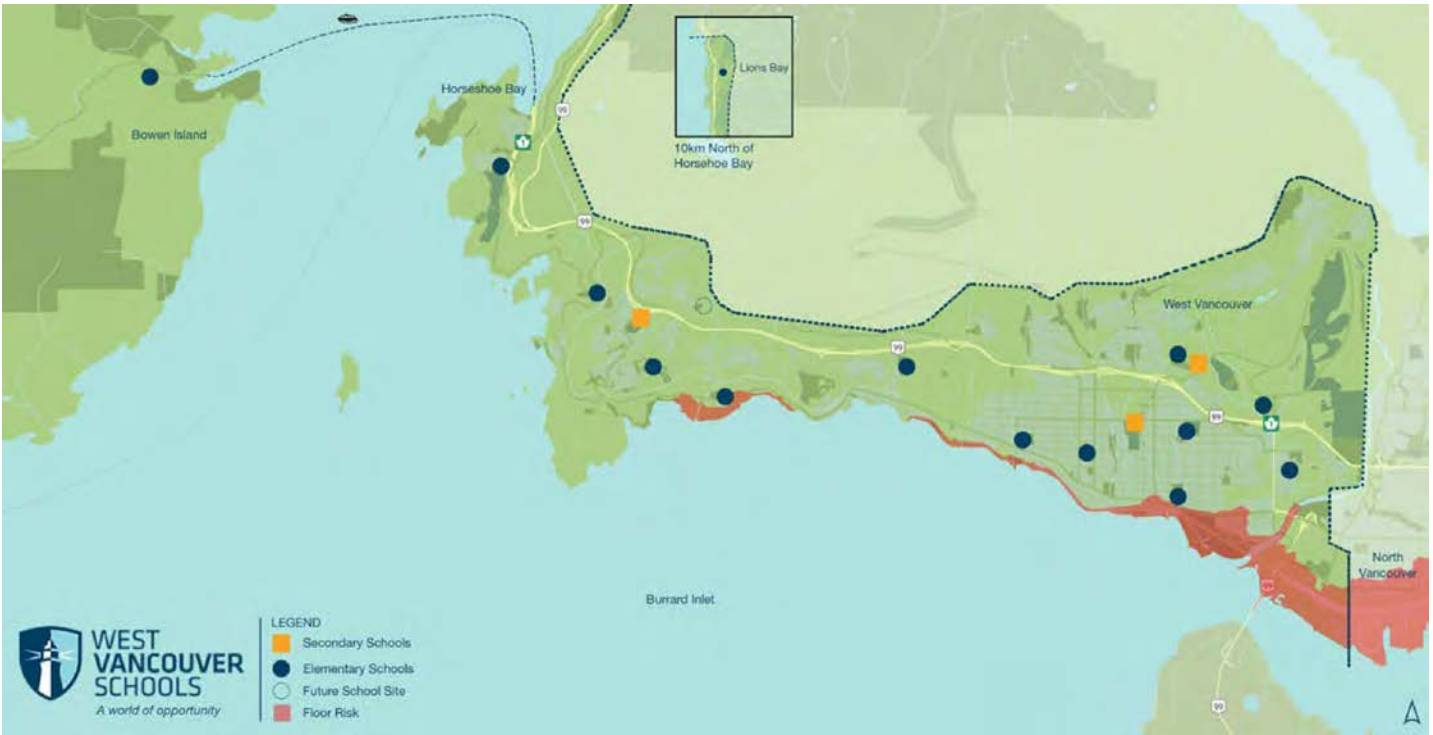 Horseshoe Bay
Bowen Island
99
1
Lions Bay
10km North of
Horsehoe Bay
99
99
West Vancouver
99
1
North
Vancouver
99
Burrard Inlet
99
WEST
VANCOUVER
SCHOOLS
A world of opportunity
LEGEND
Secondary Schools
Elementary Schools
Future School Site
Floor Risk